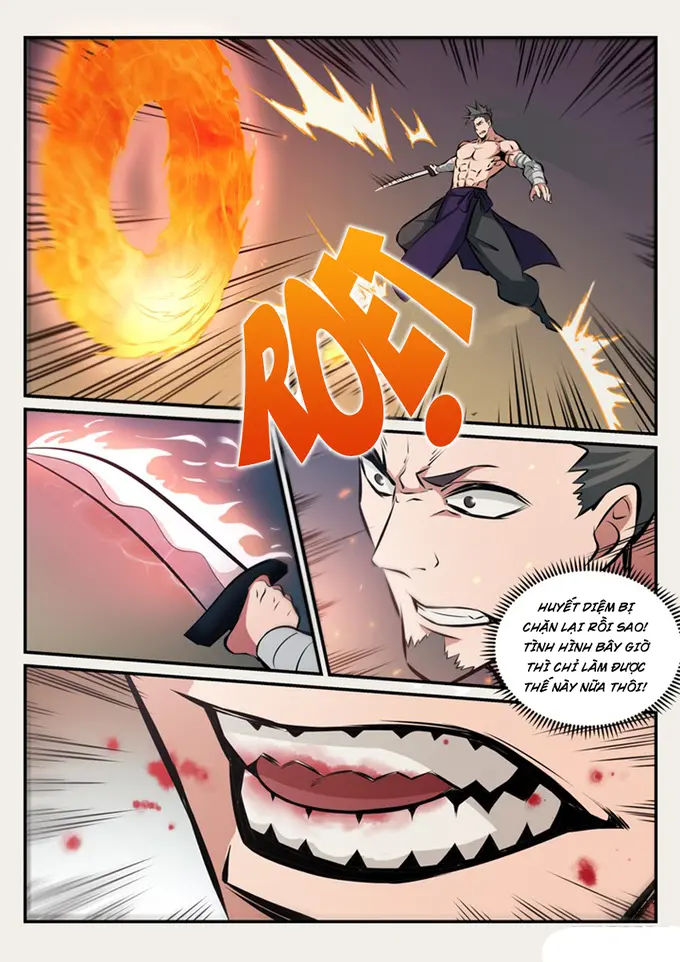 ROET.
HUYẾT DIỆM BỊ
CHẶN LẠI RỒI SAO!
TÌNH HÌNH BÂY GIỜ
THÌ CHỈ LÀM ĐƯỢC
THẾ NÀY NỮA THÔI!